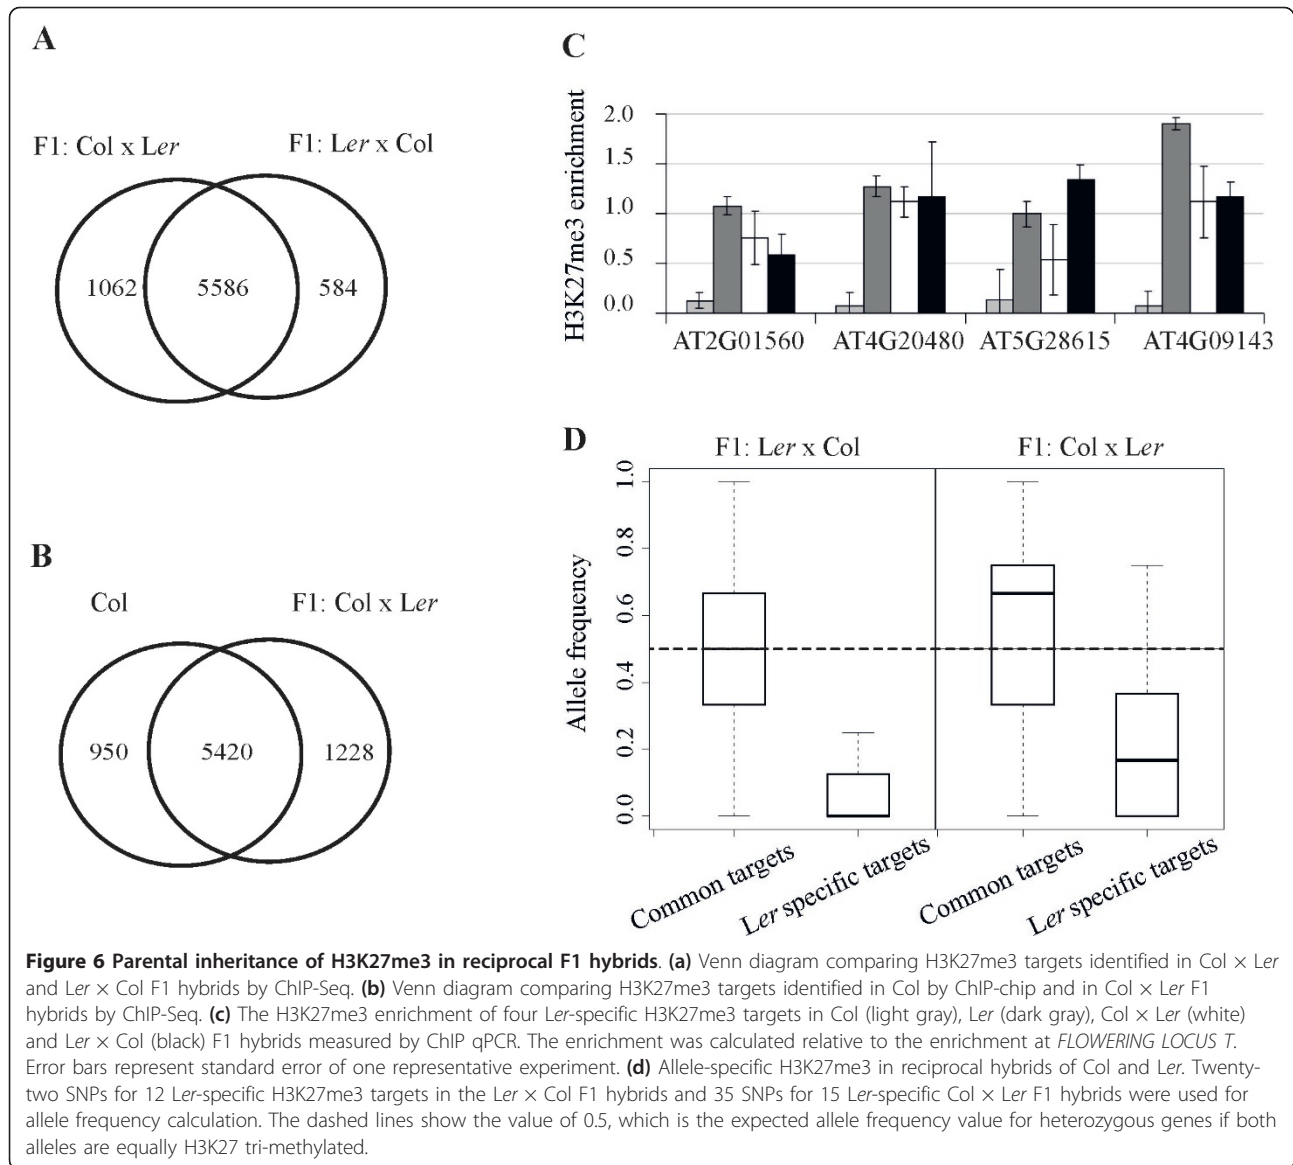 A
F1: Col x Ler
F1: Ler x Col
1062
5586
584
B
Col
F1: Col x Ler
950
5420
1228
C
H3K27me3 enrichment
2.0
1.5
1.0
0.5
0.0
AT2G01560
AT4G20480
AT5G28615
AT4G09143
D
F1: Ler x Col
F1: Col x Ler
Allele frequency
1.0
0.8
0.6
0.4
0.2
0.0
Common targets
Ler specific targets
Common targets
Ler specific targets
Figure 6 Parental inheritance of H3K27me3 in reciprocal F1 hybrids. (a) Venn diagram comparing H3K27me3 targets identified in Col × Ler
and Ler × Col F1 hybrids by ChIP-Seq. (b) Venn diagram comparing H3K27me3 targets identified in Col by ChIP-chip and in Col × Ler F1
hybrids by ChIP-Seq. (c) The H3K27me3 enrichment of four Ler-specific H3K27me3 targets in Col (light gray), Ler (dark gray), Col × Ler (white)
and Ler × Col (black) F1 hybrids measured by ChIP qPCR. The enrichment was calculated relative to the enrichment at FLOWERING LOCUS T.
Error bars represent standard error of one representative experiment. (d) Allele-specific H3K27me3 in reciprocal hybrids of Col and Ler. Twenty-
two SNPs for 12 Ler-specific H3K27me3 targets in the Ler × Col F1 hybrids and 35 SNPs for 15 Ler-specific Col × Ler F1 hybrids were used for
allele frequency calculation. The dashed lines show the value of 0.5, which is the expected allele frequency value for heterozygous genes if both
alleles are equally H3K27 tri-methylated.